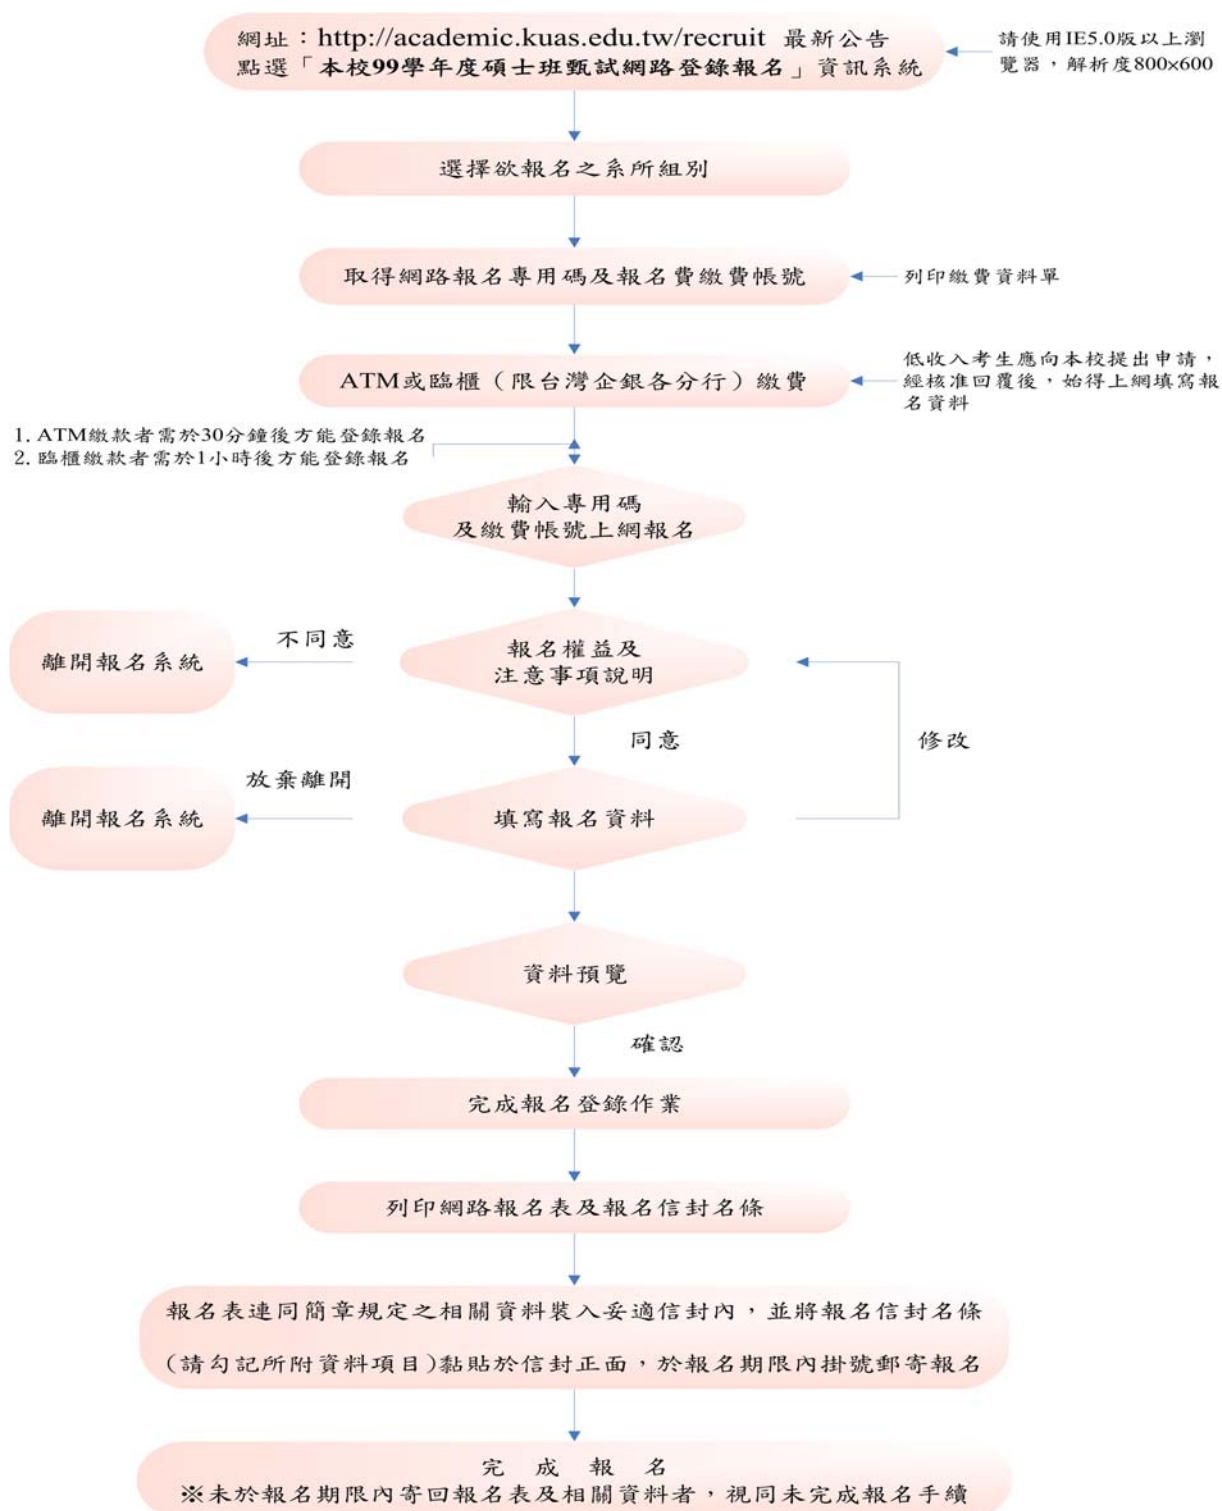 網址：http://academic.kuas.edu.tw/recruit 最新公告
點選「本校99學年度碩士班甄試網路登錄報名」資訊系統
請使用IE5.0版以上瀏
覽器，解析度800×600
選擇欲報名之系所組別
取得網路報名專用碼及報名費繳費帳號
列印繳費資料單
ATM或臨櫃（限台灣企銀各分行）繳費
低收入考生應向本校提出申請，
經核准回覆後，始得上網填寫報
名資料
1. ATM繳款者需於30分鐘後方能登錄報名
2. 臨櫃繳款者需於1小時後方能登錄報名
輸入專用碼
及繳費帳號上網報名
不同意
離開報名系統
報名權益及
注意事項說明
同意
修改
放棄離開
離開報名系統
填寫報名資料
資料預覽
確認
完成報名登錄作業
列印網路報名表及報名信封名條
報名表連同簡章規定之相關資料裝入妥適信封內，並將報名信封名條
(請勾記所附資料項目)黏貼於信封正面，於報名期限內掛號郵寄報名
完 成 報 名
※未於報名期限內寄回報名表及相關資料者，視同未完成報名手續